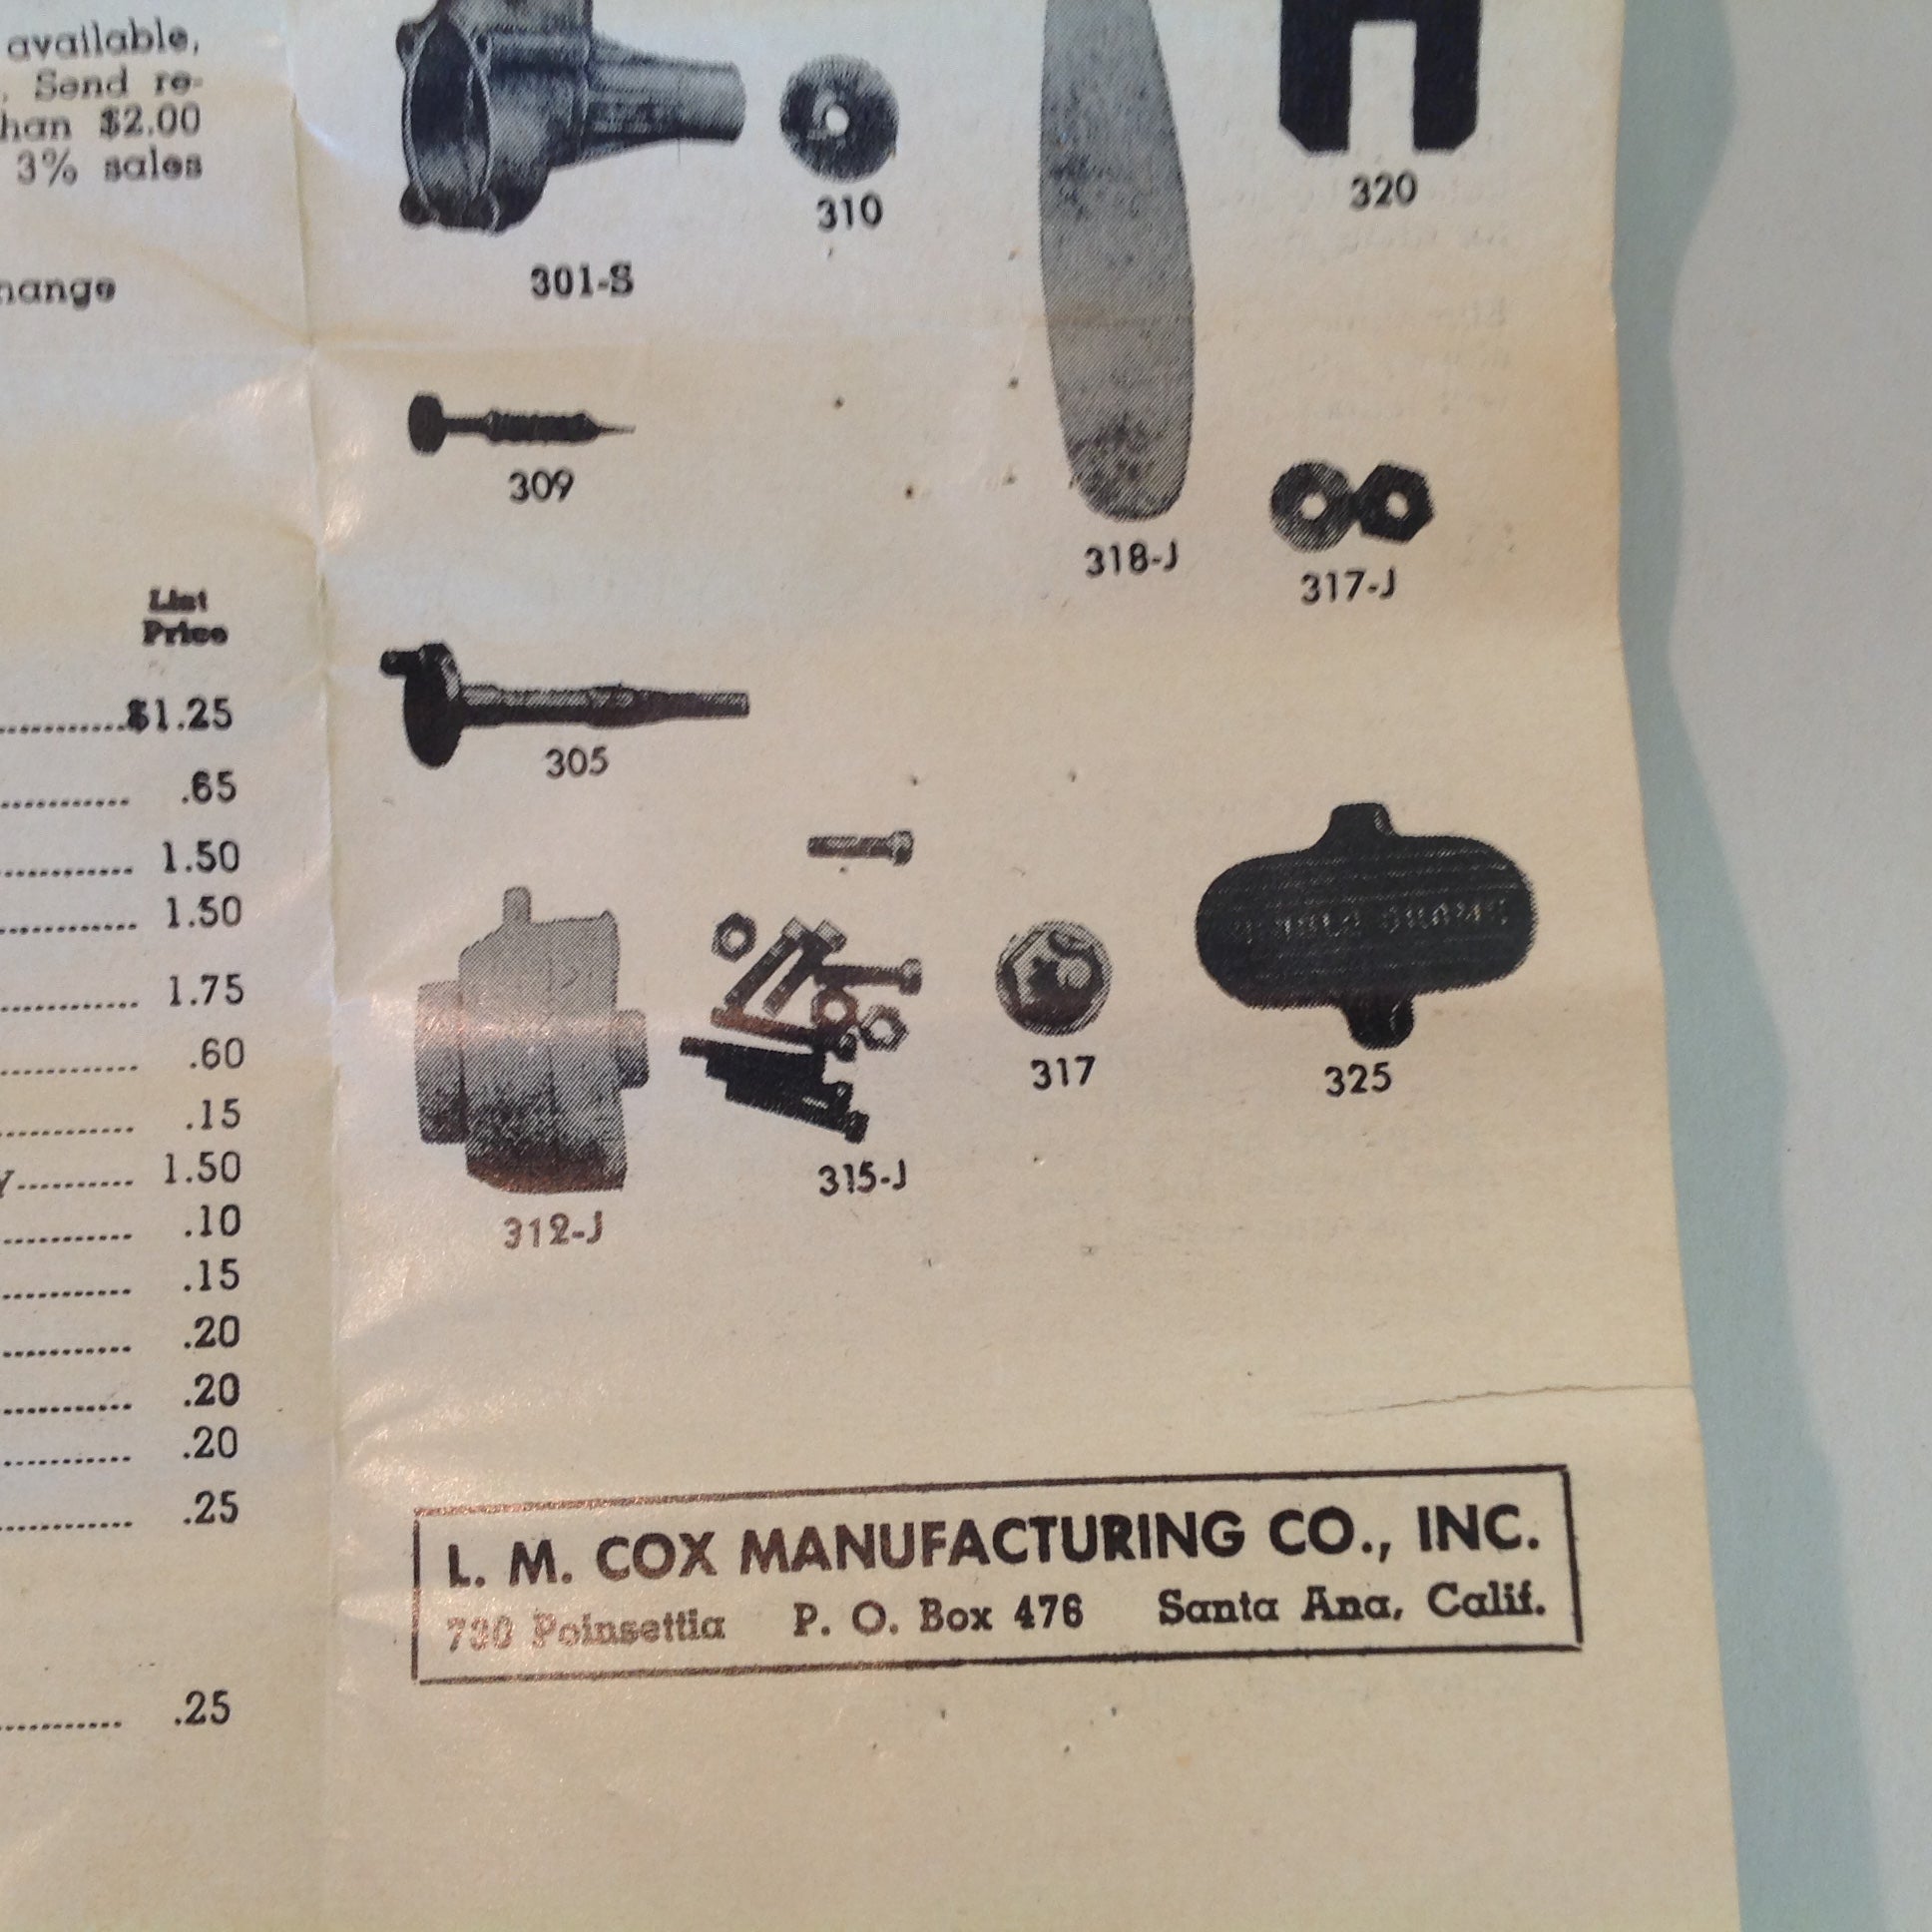 available,
. Send re-
han $2.00
3% sales
hange
List
Price
$1.25
.65
1.50
1.50
1.75
.60
.15
y 1.50
.10
.15
.20
.20
.20
.25
.25
310
320
301-S
309
318-J
317-J
305
317
325
315-J
312-J
L. M. COX MANUFACTURING CO., INC.
730 Poinsettia P. O. Box 476 Santa Ana, Calif.